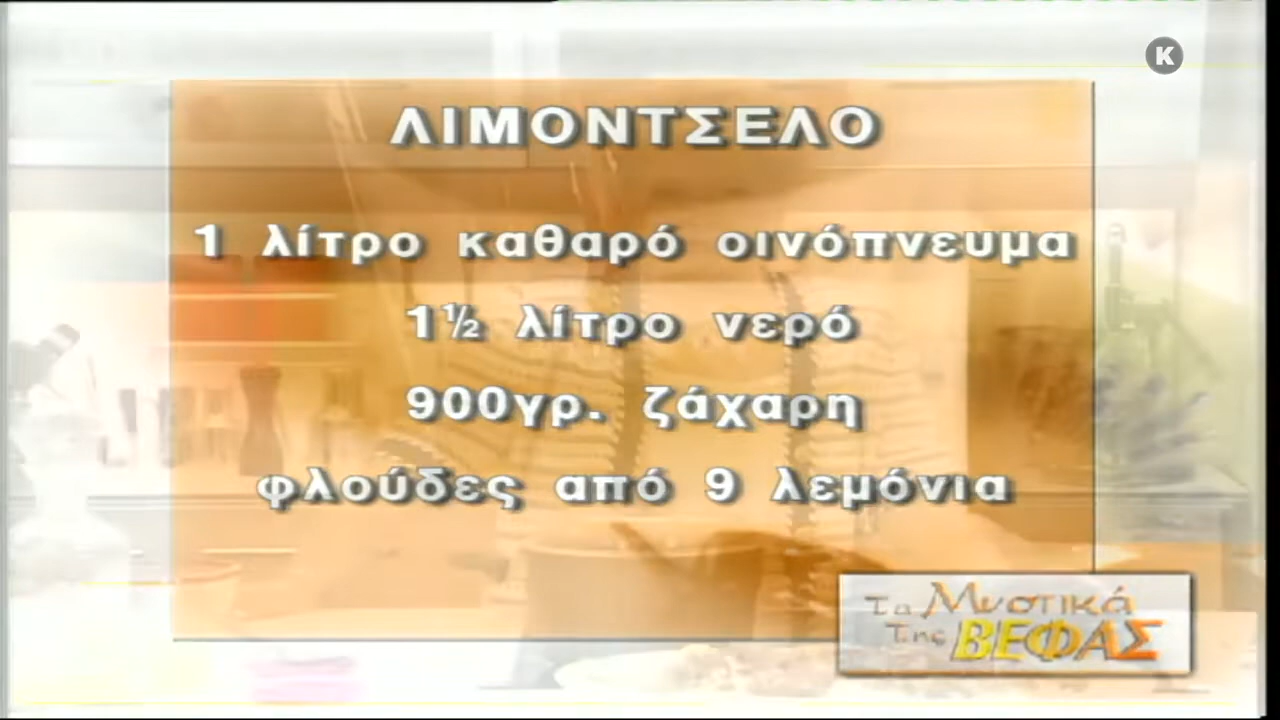 K
ΛΙΜΟΝΤΣΕΛΟ
1 λίτρο καθαρό οινόπνευμα
1½ λίτρο νερό
900γρ. ζάχαρη
φλούδες από 9 λεμόνια
Τα Μυστικά
Της ΒΕΦΑΣ